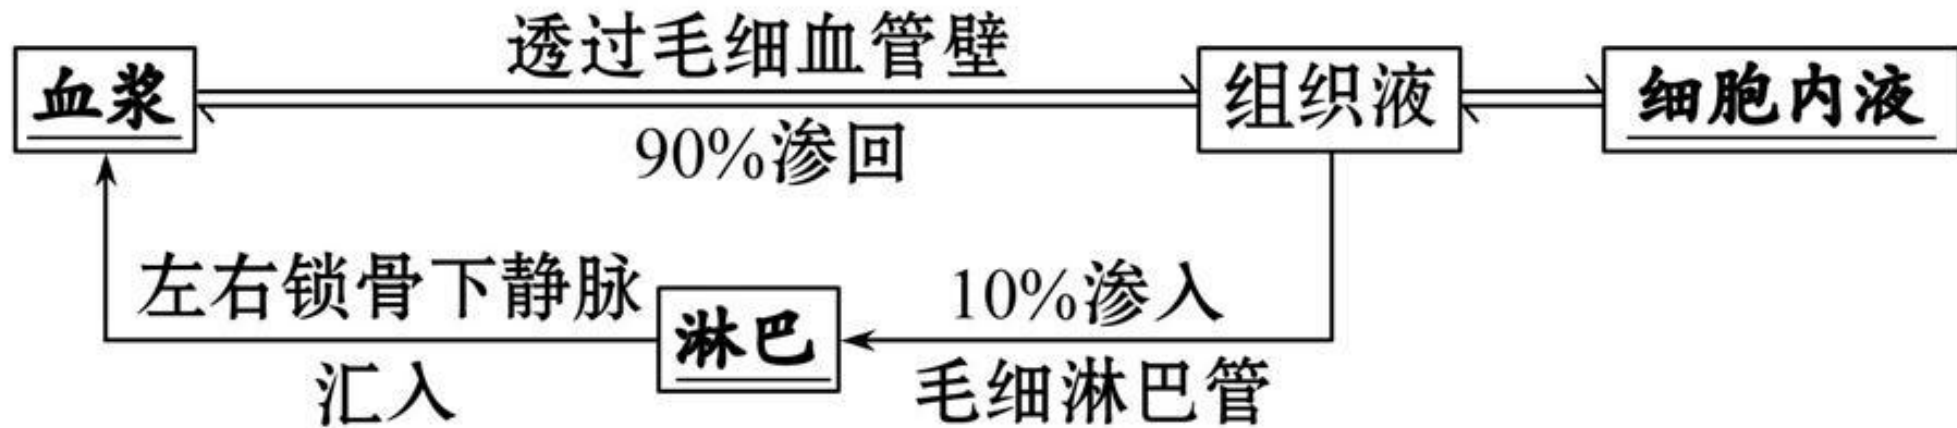 透过毛细血管壁
血浆
组织液
细胞内液
90%渗回
左右锁骨下静脉
10%渗入
淋巴
汇入
毛细淋巴管